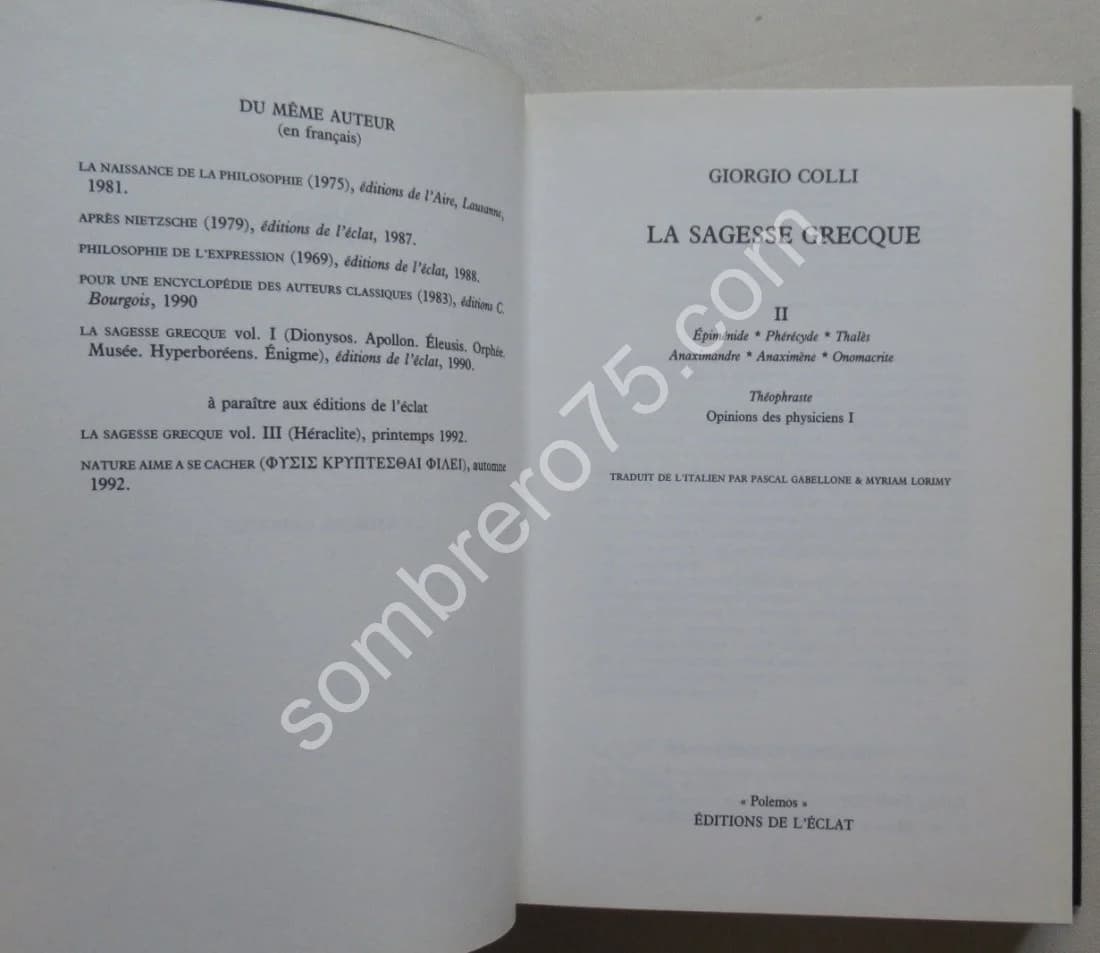 DU MÊME AUTEUR
(en français)
LA NAISSANCE DE LA PHILOSOPHIE (1975), éditions de l'Aire, Lausanne,
1981.
APRÈS NIETZSCHE (1979), éditions de l'éclat, 1987.
PHILOSOPHIE DE L'EXPRESSION (1969), éditions de l'éclat, 1988.
POUR UNE ENCYCLOPÉDIE DES AUTEURS CLASSIQUES (1983), éditions C.
Bourgois, 1990
LA SAGESSE GRECQUE vol. I (Dionysos. Apollon. Éleusis. Orphée.
Musée. Hyperboréens. Énigme), éditions de l'éclat, 1990.
à paraître aux éditions de l'éclat
LA SAGESSE GRECQUE vol. III (Héraclite), printemps 1992.
NATURE AIME A SE CACHER (ΦΥΣΙΣ ΚΡΥΠΤΕΣΘΑΙ ΦΙΛΕΙ), automne
1992.
GIORGIO COLLI
LA SAGESSE GRECQUE
II
Épiménide * Phérécyde * Thalès
Anaximandre * Anaximène * Onomacrite
Théophraste
Opinions des physiciens I
TRADUIT DE L'ITALIEN PAR PASCAL GABELLONE & MYRIAM LORIMY
« Polemos »
ÉDITIONS DE L'ÉCLAT
sombrero75.com